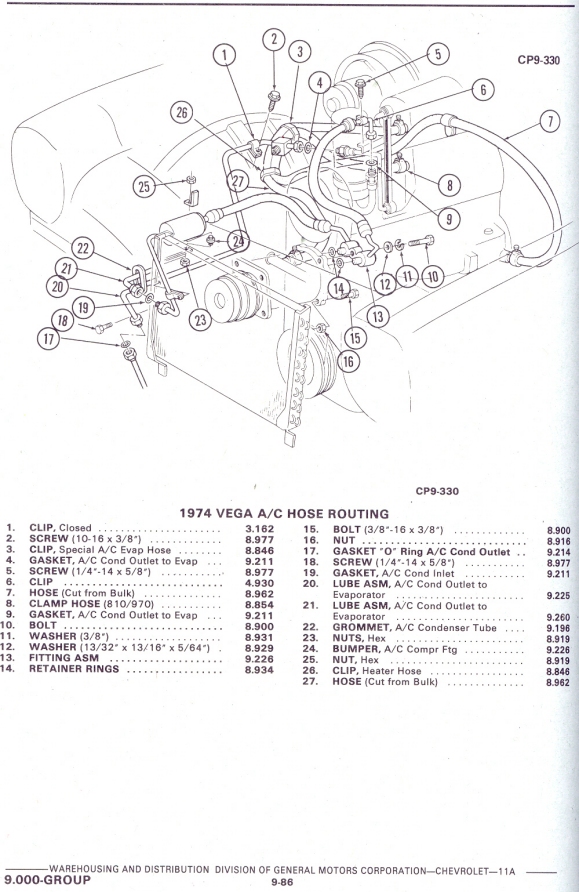 CP9-330
1
2
3
4
5
6
7
8
9
10
11
12
13
14
15
16
17
18
19
20
21
22
23
24
25
26
27
CP9-330
1974 VEGA A/C HOSE ROUTING
1. CLIP, Closed ..................... 3.162
2. SCREW (10-16 x 3/8") ............. 8.977
3. CLIP, Special A/C Evap Hose ....... 8.846
4. GASKET, A/C Cond Outlet to Evap ... 9.211
5. SCREW (1/4"-14 x 5/8") ............ 8.977
6. CLIP ............................ 4.930
7. HOSE (Cut from Bulk) .............. 8.962
8. CLAMP HOSE (810/970) ............. 8.854
9. GASKET, A/C Cond Outlet to Evap ... 9.211
10. BOLT ........................... 8.900
11. WASHER (3/8") .................... 8.931
12. WASHER (13/32" x 13/16" x 5/64") . 8.929
13. FITTING ASM .................... 9.226
14. RETAINER RINGS .................. 8.934
15. BOLT (3/8"-16 x 3/8") ............. 8.900
16. NUT ............................ 8.916
17. GASKET "O" Ring A/C Cond Outlet .. 9.214
18. SCREW (1/4"-14 x 5/8") ............ 8.977
19. GASKET, A/C Cond Inlet ............ 9.211
20. LUBE ASM, A/C Cond Outlet to
Evaporator ....................... 9.225
21. LUBE ASM, A/C Cond Outlet to
Evaporator ....................... 9.260
22. GROMMET, A/C Condenser Tube .... 9.196
23. NUTS, Hex ....................... 8.919
24. BUMPER, A/C Compr Ftg ........... 9.226
25. NUT, Hex ........................ 8.919
26. CLIP, Heater Hose ................. 8.846
27. HOSE (Cut from Bulk) .............. 8.962
WAREHOUSING AND DISTRIBUTION DIVISION OF GENERAL MOTORS CORPORATION—CHEVROLET—11A
9.000-GROUP
9-86